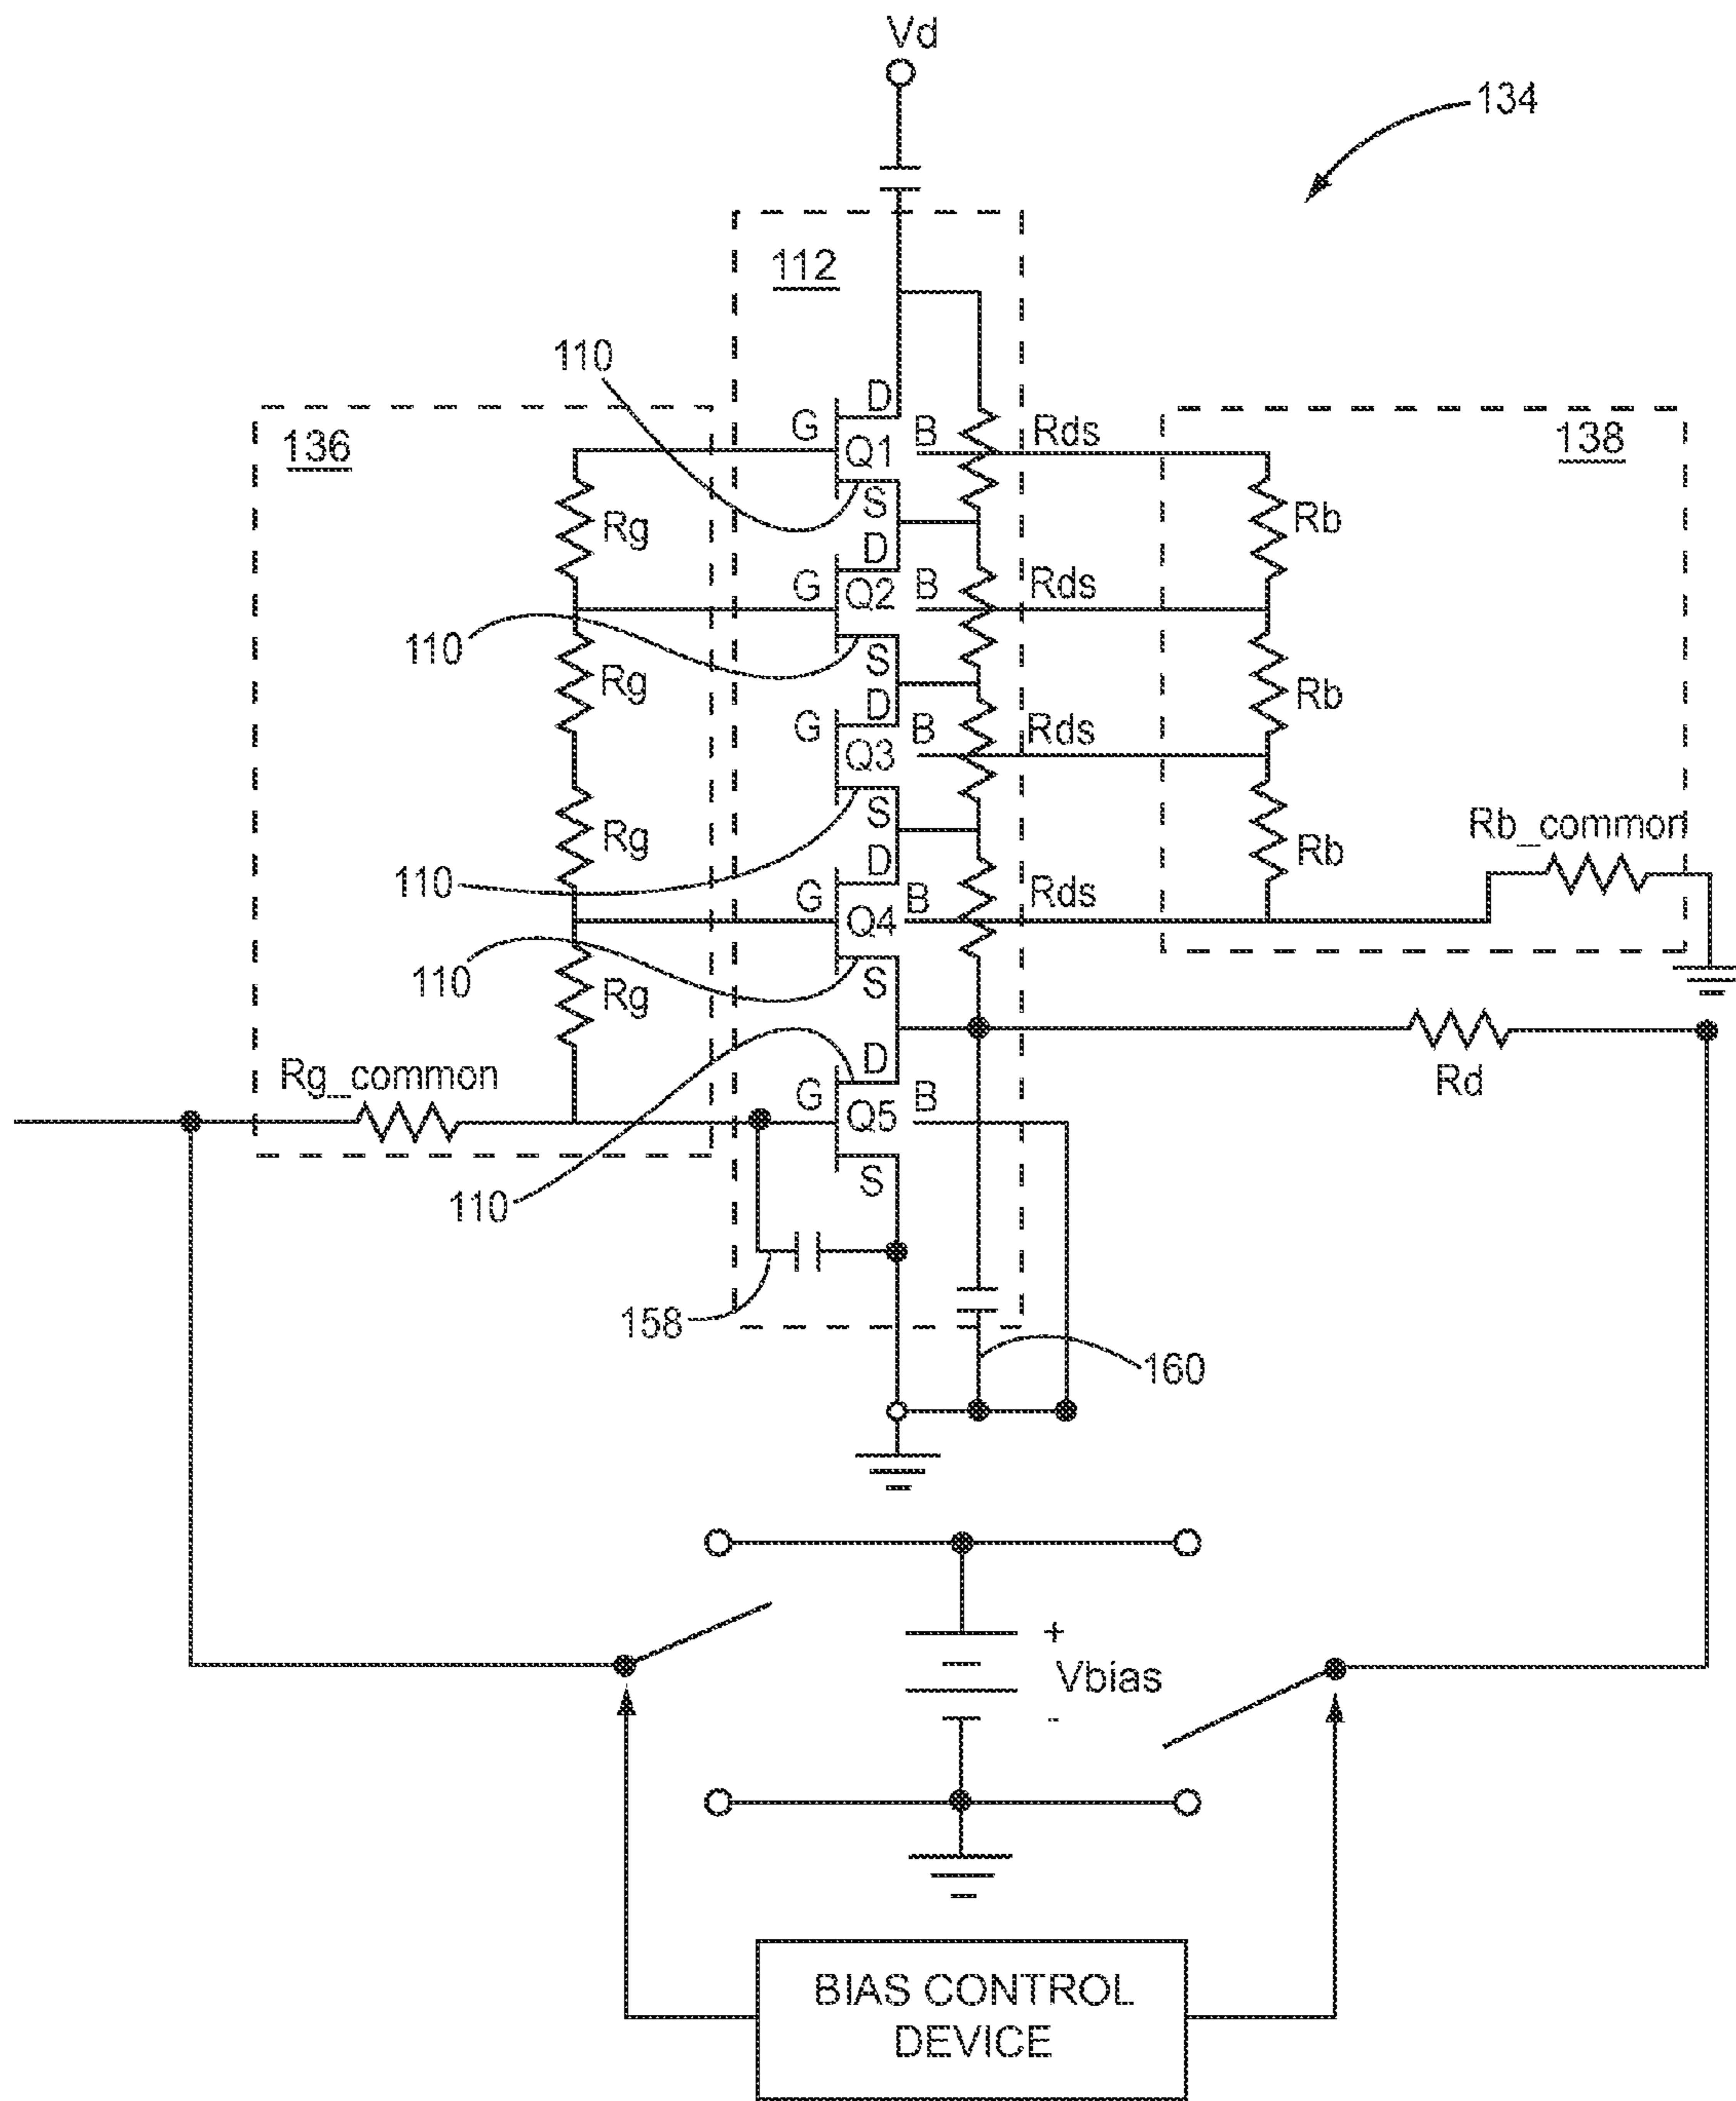 Vd
134
112
110
136
G
D
Q1
S
B
Rds
138
Rg
Rb
D
G
Q2
B
Rds
110
S
Rg
D
G
Q3
B
Rds
Rb
S
Rg
110
D
G
Q4
B
Rds
Rb
Rb_common
110
S
Rg
Rg_common
D
G
Q5
B
Rd
S
110
158
160
+
Vbias
-
BIAS CONTROL
DEVICE